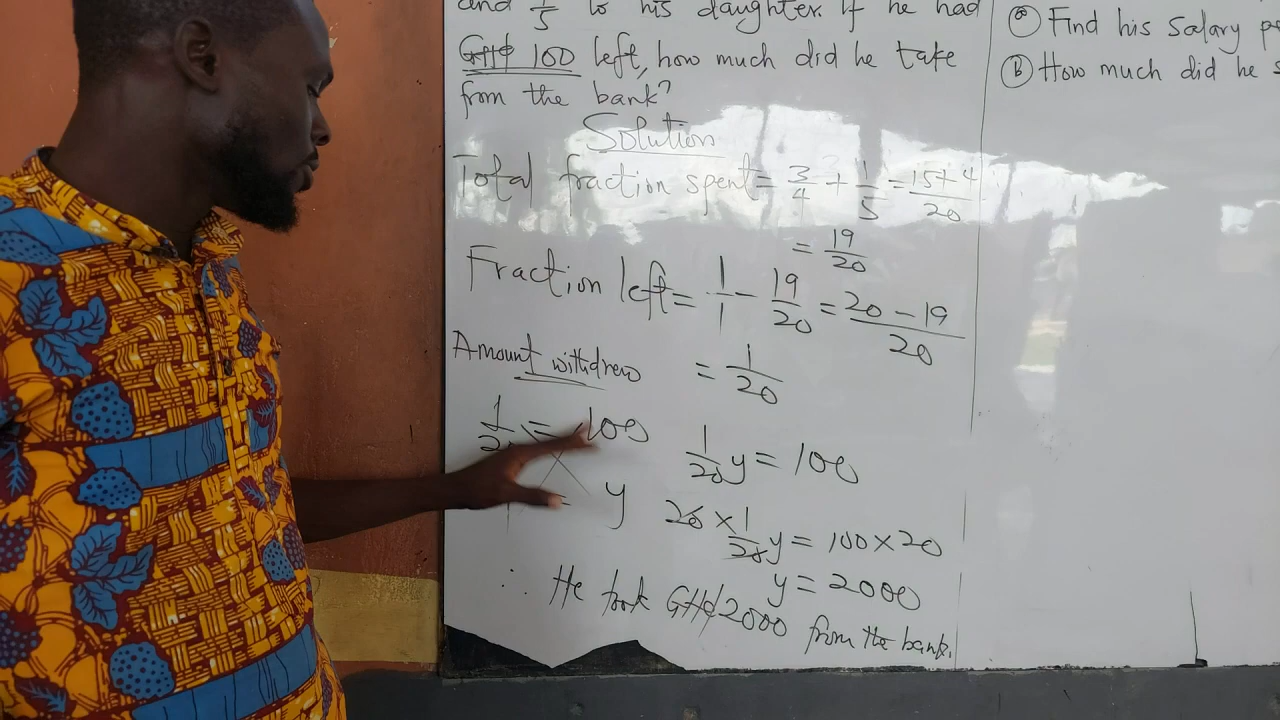 and 1/5 to his daughter. If he had
GH¢ 100 left, how much did he take
from the bank?
Solution
Total fraction spent = 3/4 + 1/5 = 15+4/20
= 19/20
Fraction left = 1/1 - 19/20 = 20-19/20
= 1/20
Amount withdrew
1/20 = 100
1 = y
1/20 y = 100
20 × 1/20 y = 100 × 20
y = 2000
∴ He took GH¢2000 from the bank.
(a) Find his salary
(b) How much did he